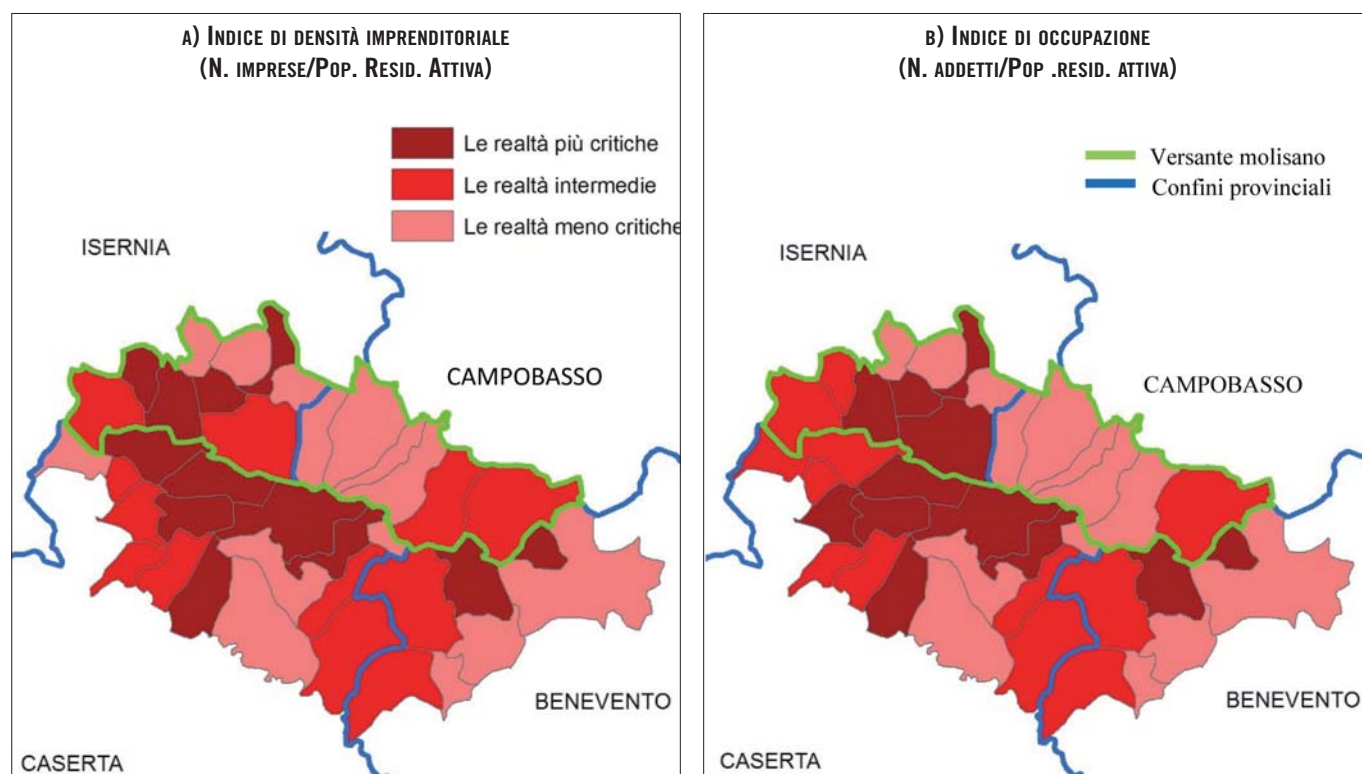 A) INDICE DI DENSITÀ IMPRENDITORIALE
(N. IMPRESE/POP. RESID. ATTIVA)
Le realtà più critiche
Le realtà intermedie
Le realtà meno critiche
ISERNIA
CAMPOBASSO
BENEVENTO
CASERTA
B) INDICE DI OCCUPAZIONE
(N. ADDETTI/POP .RESID. ATTIVA)
Versante molisano
Confini provinciali
ISERNIA
CAMPOBASSO
BENEVENTO
CASERTA